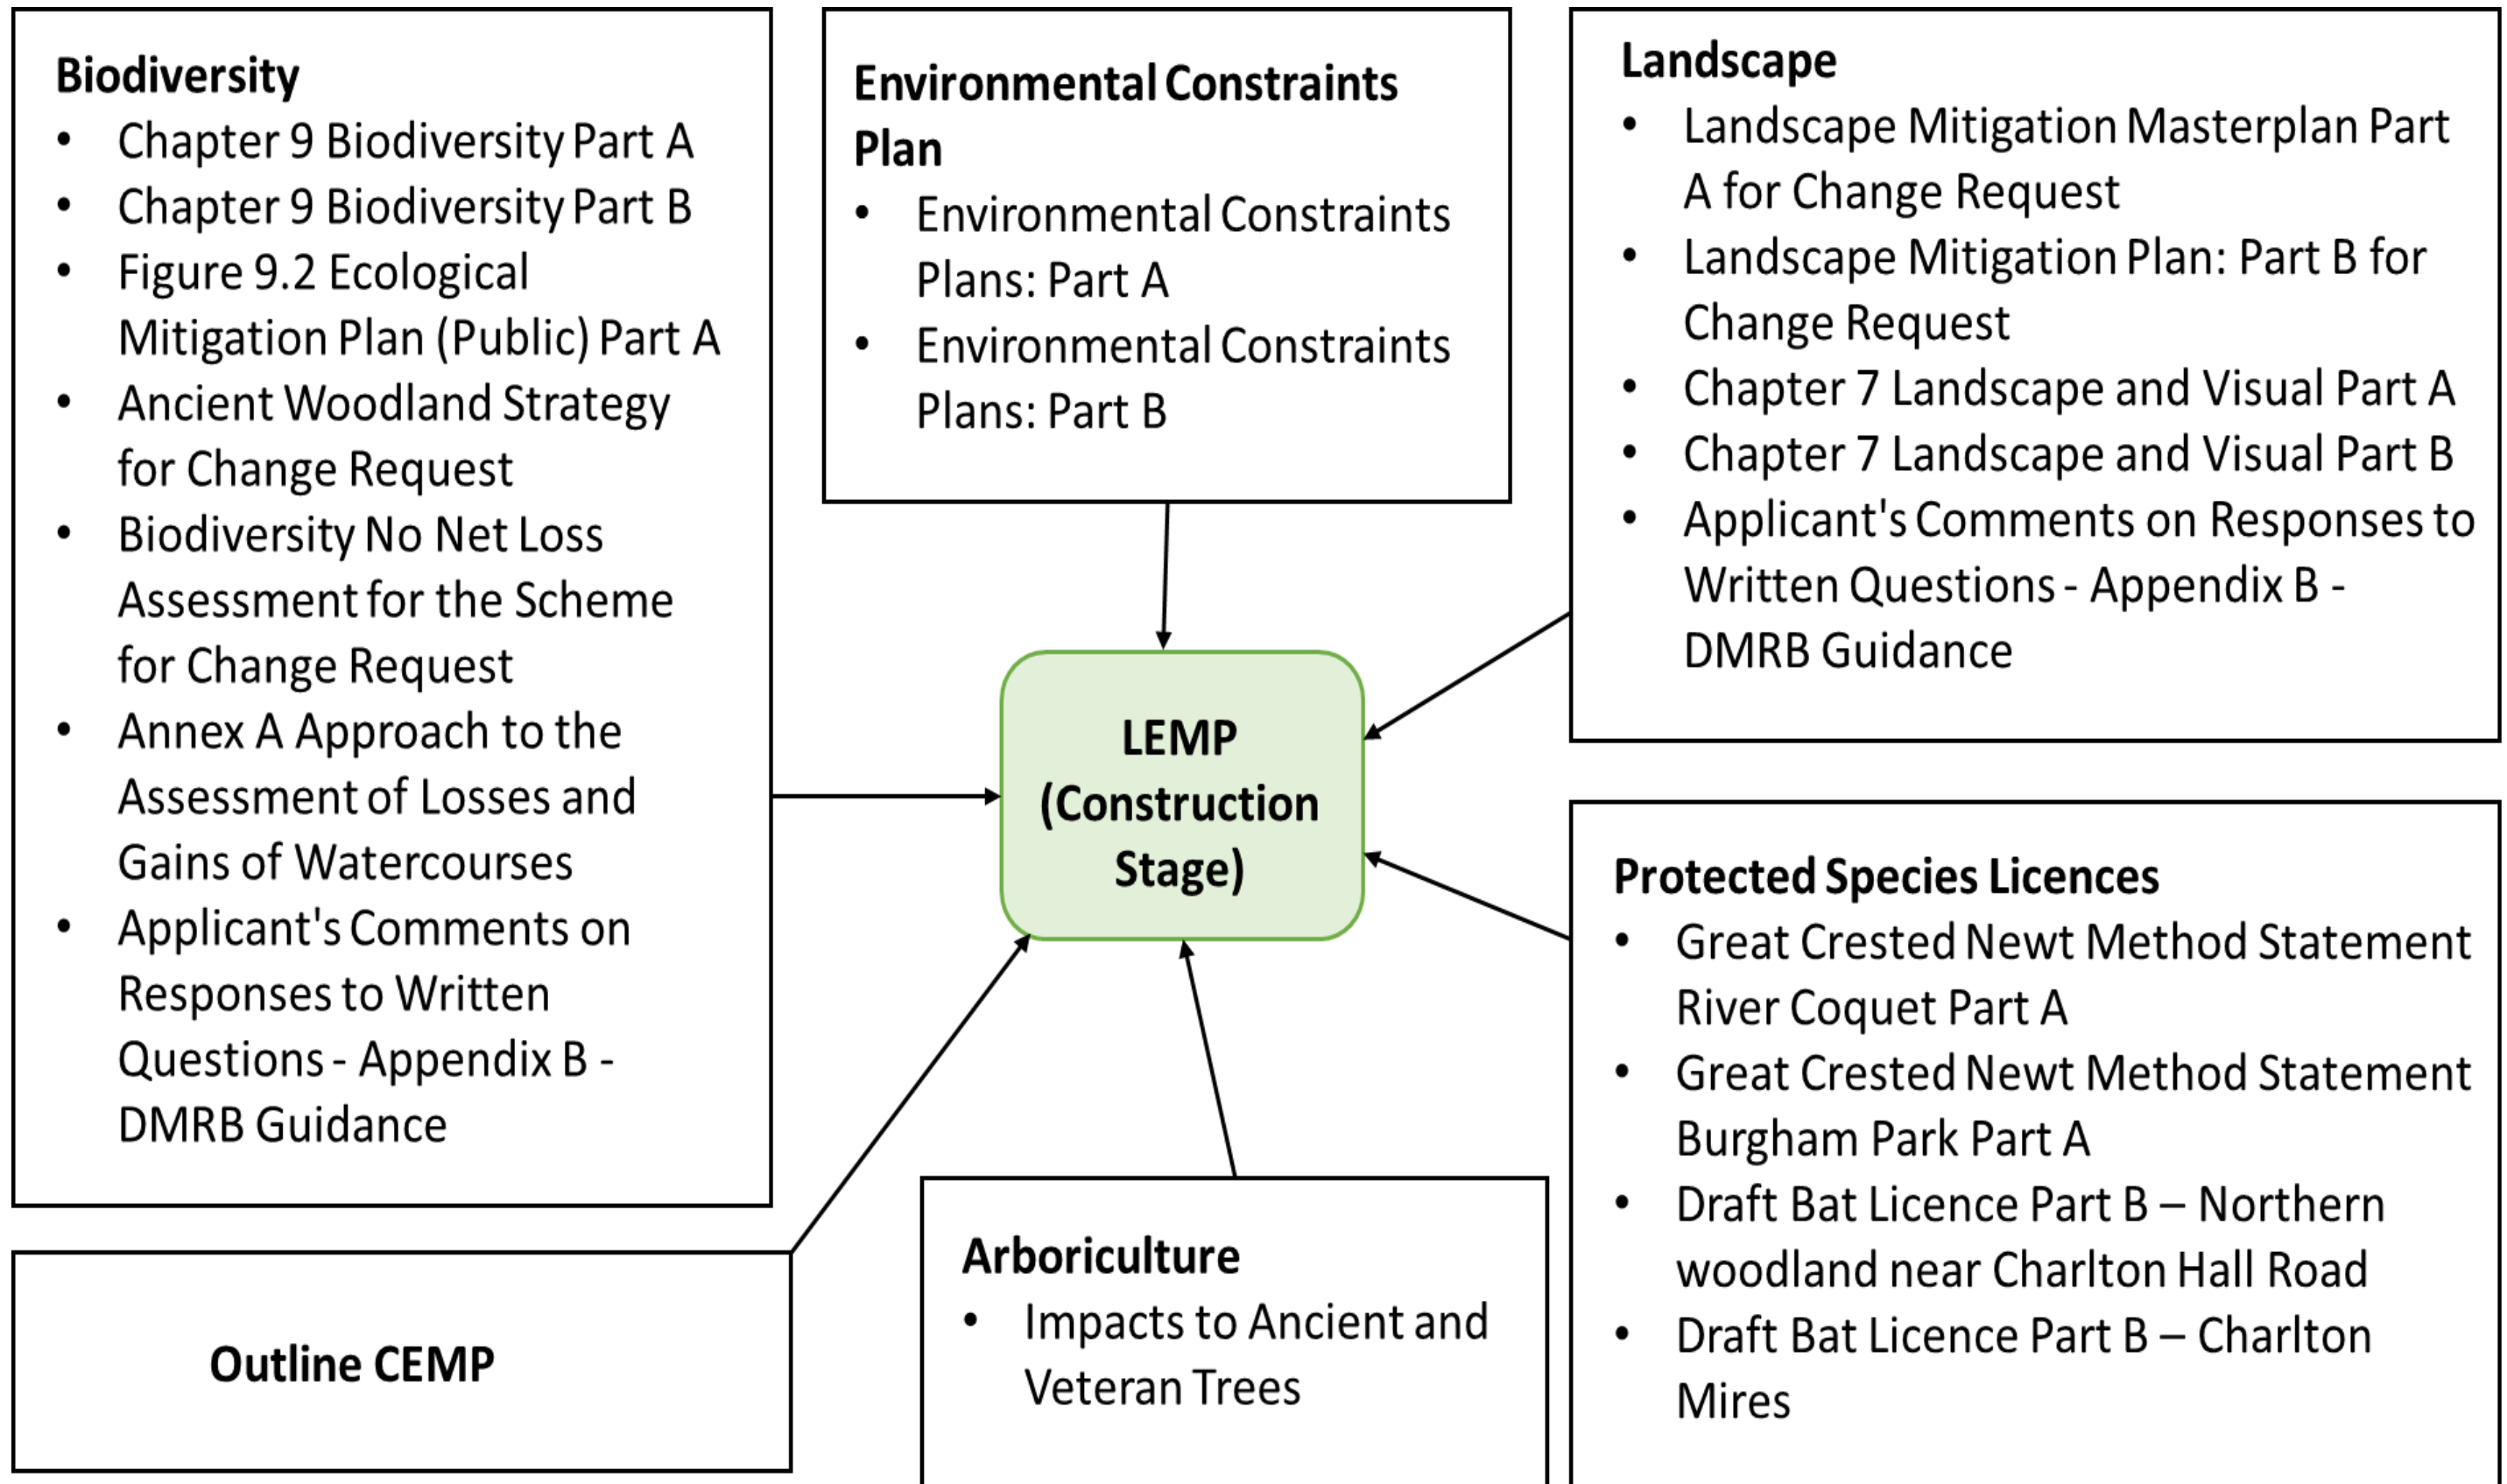 Biodiversity
• Chapter 9 Biodiversity Part A
• Chapter 9 Biodiversity Part B
• Figure 9.2 Ecological
Mitigation Plan (Public) Part A
• Ancient Woodland Strategy
for Change Request
• Biodiversity No Net Loss
Assessment for the Scheme
for Change Request
• Annex A Approach to the
Assessment of Losses and
Gains of Watercourses
• Applicant's Comments on
Responses to Written
Questions - Appendix B -
DMRB Guidance
Environmental Constraints
Plan
• Environmental Constraints
Plans: Part A
• Environmental Constraints
Plans: Part B
Landscape
• Landscape Mitigation Masterplan Part
A for Change Request
• Landscape Mitigation Plan: Part B for
Change Request
• Chapter 7 Landscape and Visual Part A
• Chapter 7 Landscape and Visual Part B
• Applicant's Comments on Responses to
Written Questions - Appendix B -
DMRB Guidance
LEMP
(Construction
Stage)
Protected Species Licences
• Great Crested Newt Method Statement
River Coquet Part A
• Great Crested Newt Method Statement
Burgham Park Part A
• Draft Bat Licence Part B – Northern
woodland near Charlton Hall Road
• Draft Bat Licence Part B – Charlton
Mires
Outline CEMP
Arboriculture
• Impacts to Ancient and
Veteran Trees